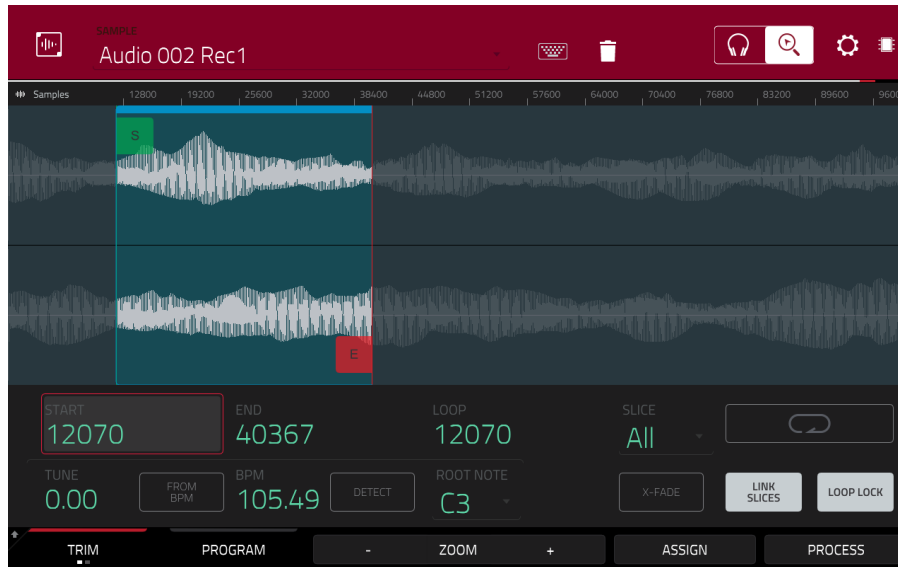 SAMPLE
Audio 002 Rec1
Samples 12800 19200 25600 32000 38400 44800 51200 57600 64000 70400 76800 83200 89600 9600
S
E
START END LOOP SLICE
12070 40367 12070 All
TUNE FROM BPM BPM DETECT ROOT NOTE X-FADE LINK SLICES LOOP LOCK
0.00 105.49 C3
TRIM PROGRAM - ZOOM + ASSIGN PROCESS